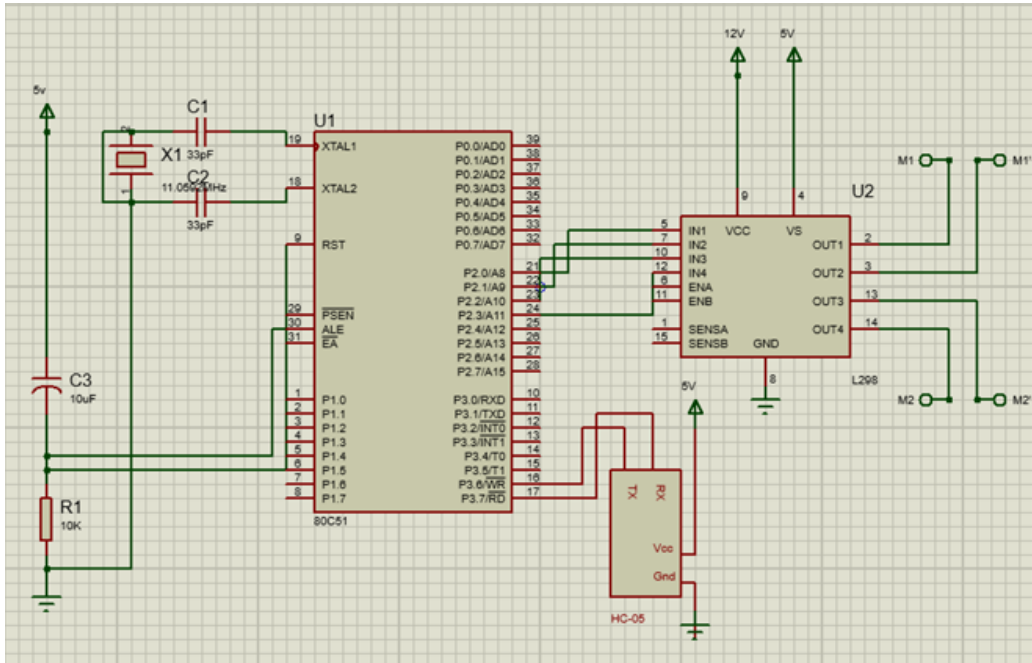 5v
C1
33pF
2
1
X1
11.0592MHz
C2
33pF
C3
10uF
R1
10K
U1
19 XTAL1
18 XTAL2
9 RST
29 PSEN
30 ALE
31 EA
1 P1.0
2 P1.1
3 P1.2
4 P1.3
5 P1.4
6 P1.5
7 P1.6
8 P1.7
P0.0/AD0 39
P0.1/AD1 38
P0.2/AD2 37
P0.3/AD3 36
P0.4/AD4 35
P0.5/AD5 34
P0.6/AD6 33
P0.7/AD7 32
P2.0/A8 21
P2.1/A9 22
P2.2/A10 23
P2.3/A11 24
P2.4/A12 25
P2.5/A13 26
P2.6/A14 27
P2.7/A15 28
P3.0/RXD 10
P3.1/TXD 11
P3.2/INT0 12
P3.3/INT1 13
P3.4/T0 14
P3.5/T1 15
P3.6/WR 16
P3.7/RD 17
80C51
12V
5V
U2
9 VCC
4 VS
5 IN1
7 IN2
10 IN3
12 IN4
6 ENA
11 ENB
1 SENSA
15 SENSB
GND 8
OUT1 2
OUT2 3
OUT3 13
OUT4 14
L298
M1
M1'
M2
M2'
5V
TX
RX
Vcc
Gnd
HC-05